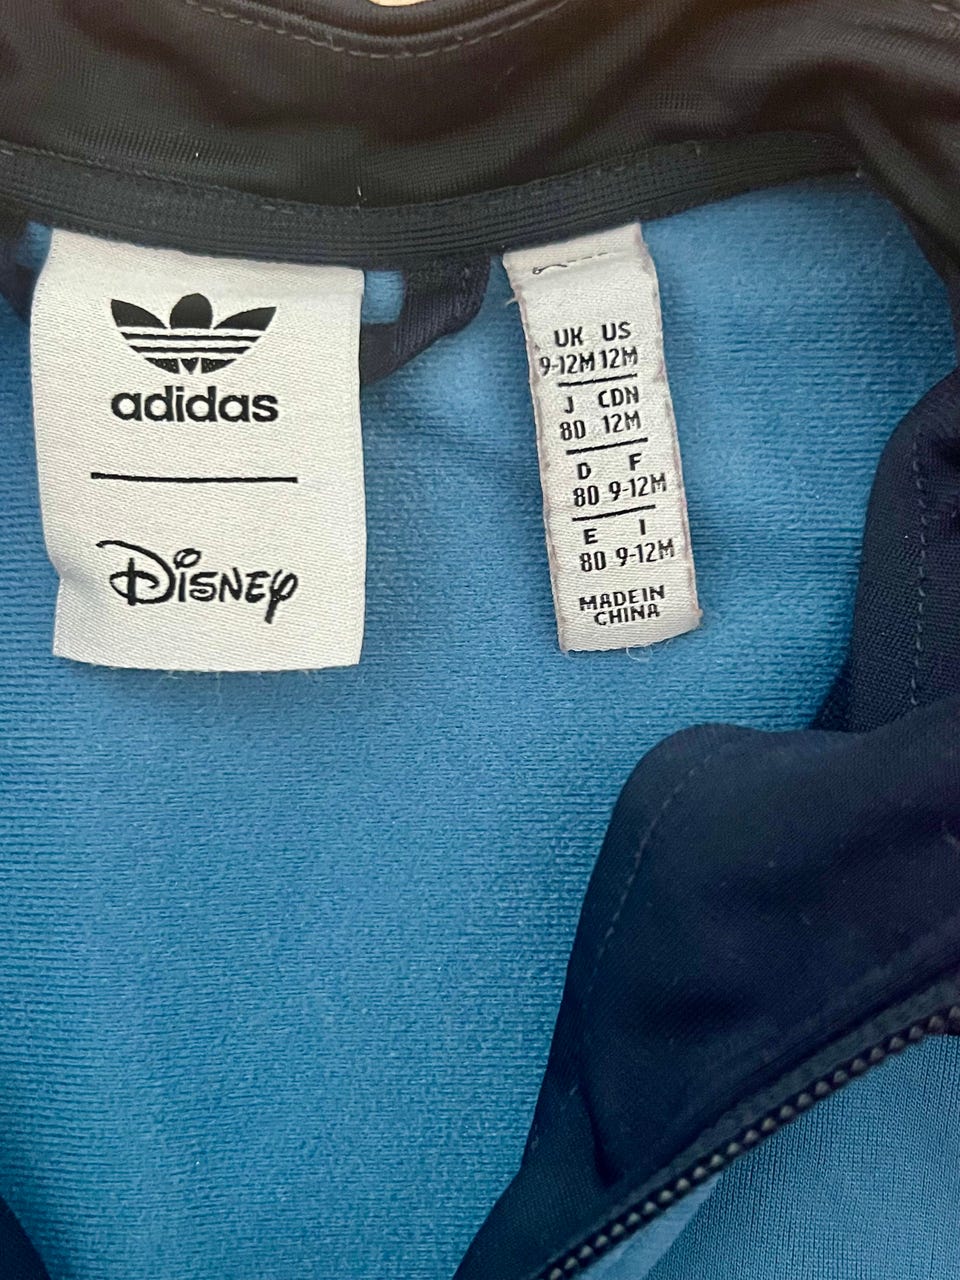 adidas
Disney
UK US
9-12M 12M
J CDN
80 12M
D F
80 9-12M
E I
80 9-12M
MADE IN
CHINA